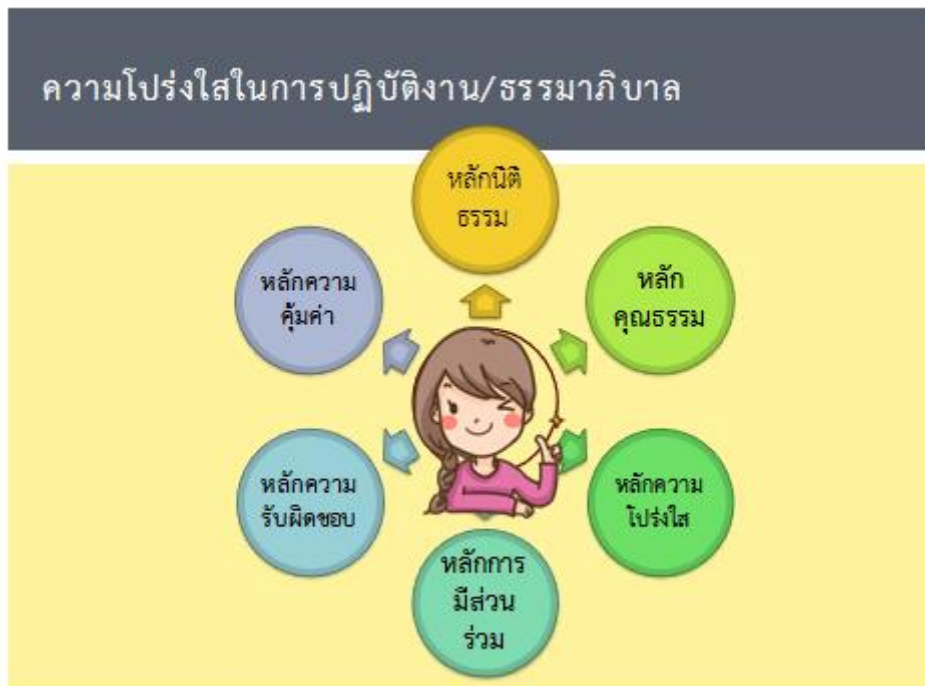 ความโปร่งใสในการปฏิบัติงาน/ธรรมาภิบาล
หลักนิติ
ธรรม
หลัก
คุณธรรม
หลักความ
โปร่งใส
หลักการ
มีส่วน
ร่วม
หลักความ
รับผิดชอบ
หลักความ
คุ้มค่า